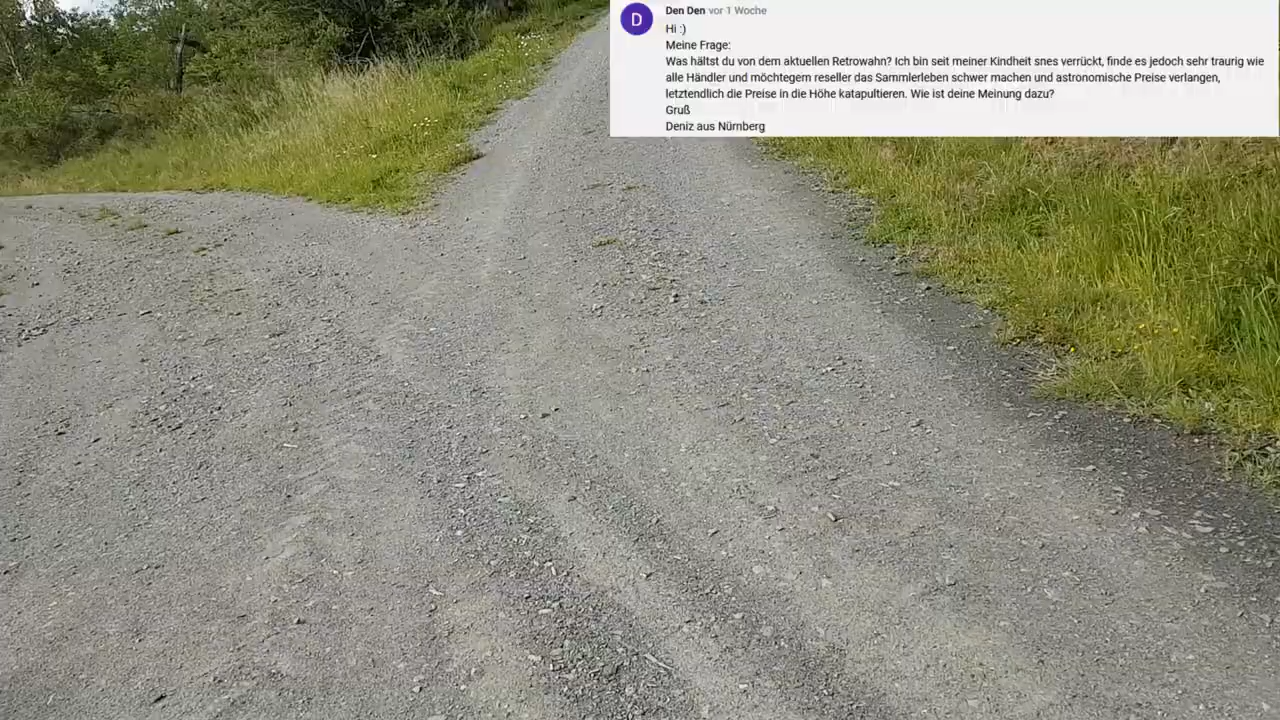 D
Den Den vor 1 Woche
Hi :)
Meine Frage:
Was hältst du von dem aktuellen Retrowahn? Ich bin seit meiner Kindheit snes verrückt, finde es jedoch sehr traurig wie
alle Händler und möchtegern reseller das Sammlerleben schwer machen und astronomische Preise verlangen,
letztendlich die Preise in die Höhe katapultieren. Wie ist deine Meinung dazu?
Gruß
Deniz aus Nürnberg